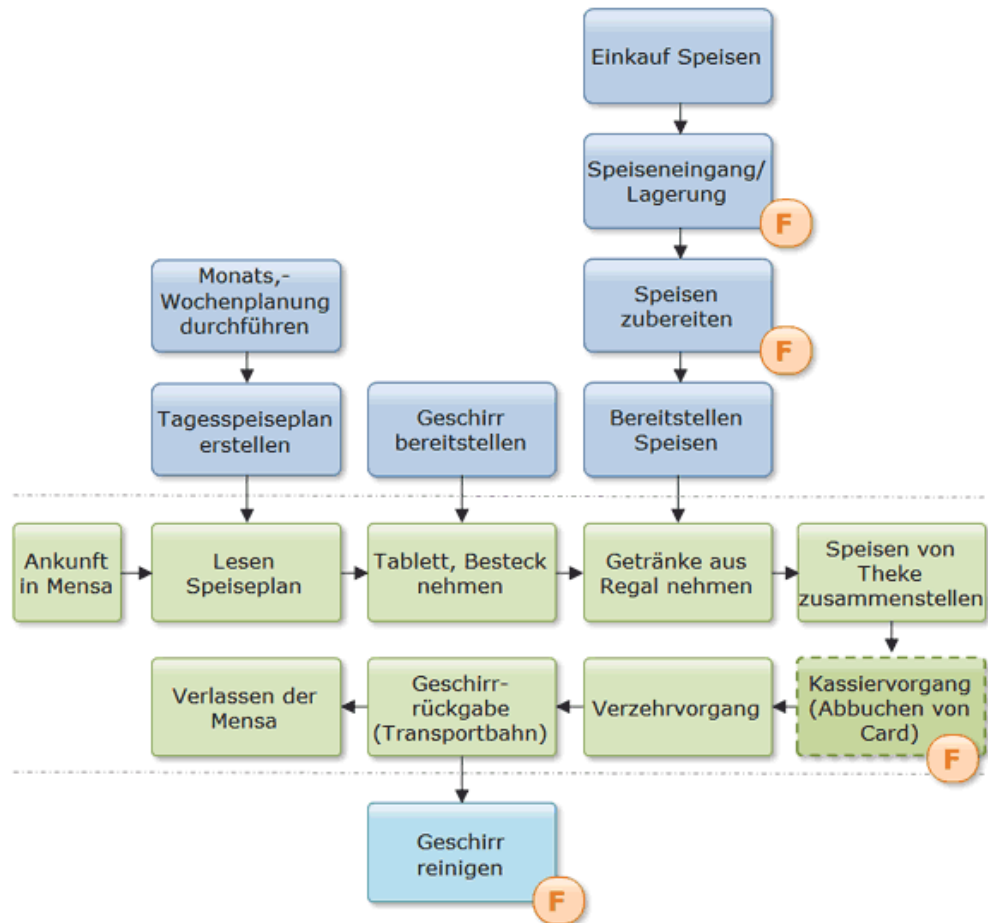 Einkauf Speisen
Speiseneingang/
Lagerung
F
Monats,-
Wochenplanung
durchführen
Speisen
zubereiten
F
Tagesspeiseplan
erstellen
Geschirr
bereitstellen
Bereitstellen
Speisen
Ankunft
in Mensa
Lesen
Speiseplan
Tablett, Besteck
nehmen
Getränke aus
Regal nehmen
Speisen von
Theke
zusammenstellen
Verlassen der
Mensa
Geschirr-
rückgabe
(Transportbahn)
Verzehrvorgang
Kassiervorgang
(Abbuchen von
Card)
F
Geschirr
reinigen
F